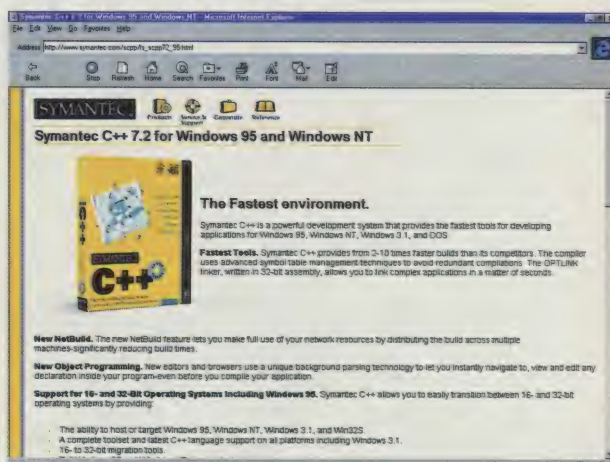 Symantec C++ 7.2 for Windows 95 and Windows NT - Microsoft Internet Explorer
File Edit View Go Favorites Help
Address http://www.symantec.com/scpp/fs_scpp72_95.html
Back Stop Refresh Home Search Favorites Print Font Mail Edit
SYMANTEC. Products Service & Support Corporate Reference
Symantec C++ 7.2 for Windows 95 and Windows NT
SYMANTEC
C++
The Fastest environment.
Symantec C++ is a powerful development system that provides the fastest tools for developing
applications for Windows 95, Windows NT, Windows 3.1, and DOS
Fastest Tools. Symantec C++ provides from 2-10 times faster builds than its competitors. The compiler
uses advanced symbol table management techniques to avoid redundant compilations. The OPTLINK
linker, written in 32-bit assembly, allows you to link complex applications in a matter of seconds.
New NetBuild. The new NetBuild feature lets you make full use of your network resources by distributing the build across multiple
machines-significantly reducing build times.
New Object Programming. New editors and browsers use a unique background parsing technology to let you instantly navigate to, view and edit any
declaration inside your program-even before you compile your application.
Support for 16- and 32-Bit Operating Systems Including Windows 95. Symantec C++ allows you to easily transition between 16- and 32-bit
operating systems by providing:
The ability to host or target Windows 95, Windows NT, Windows 3.1, and Win32S.
A complete toolset and latest C++ language support on all platforms including Windows 3.1.
16- to 32-bit migration tools.